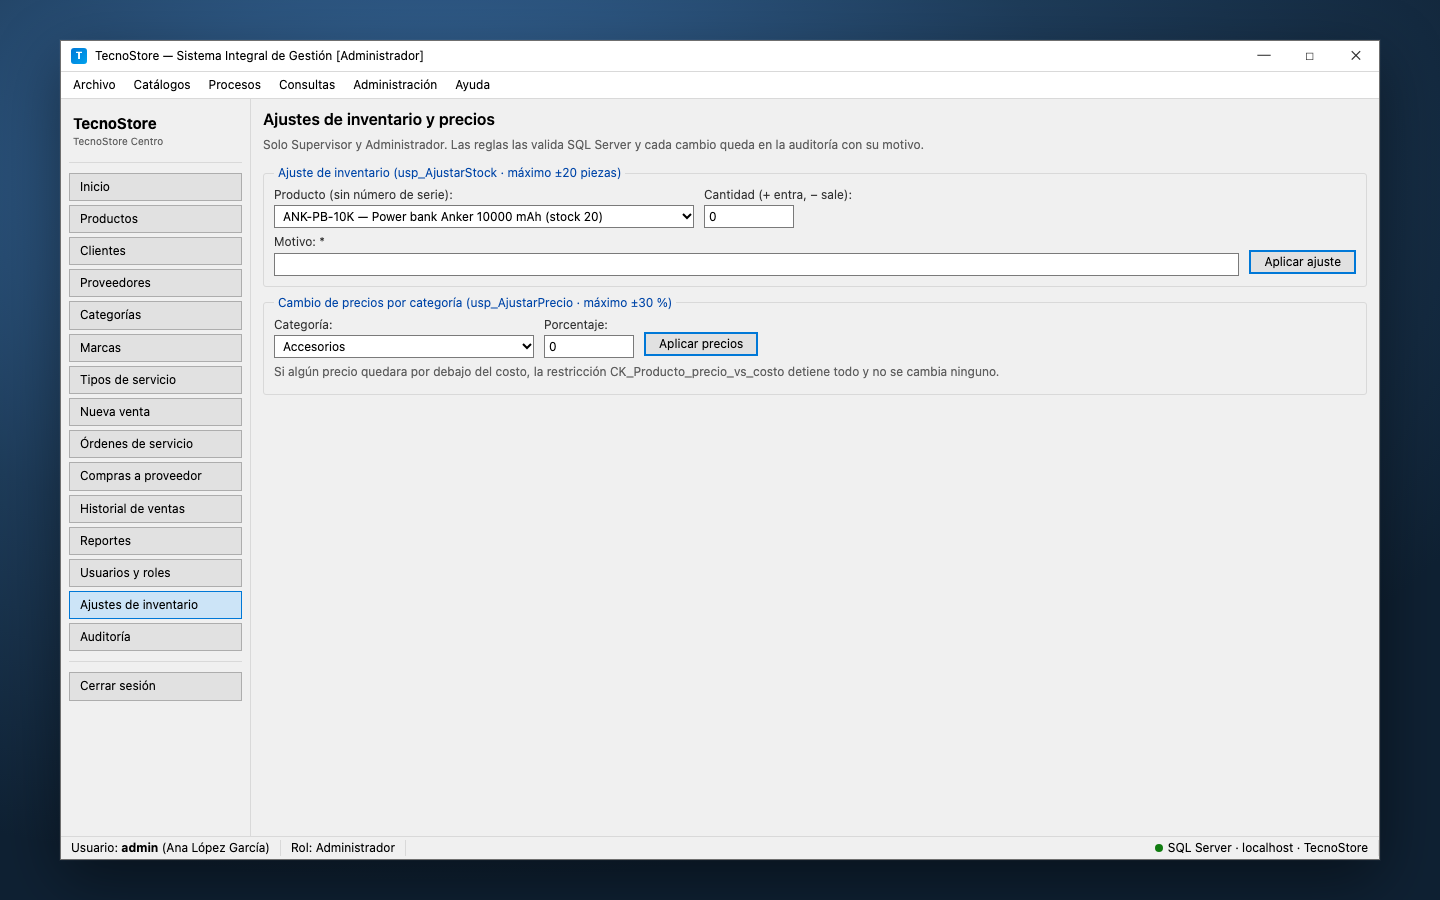 T TecnoStore — Sistema Integral de Gestión [Administrador]
Archivo Catálogos Procesos Consultas Administración Ayuda
TecnoStore
TecnoStore Centro
Inicio
Productos
Clientes
Proveedores
Categorías
Marcas
Tipos de servicio
Nueva venta
Órdenes de servicio
Compras a proveedor
Historial de ventas
Reportes
Usuarios y roles
Ajustes de inventario
Auditoría
Cerrar sesión
Ajustes de inventario y precios
Solo Supervisor y Administrador. Las reglas las valida SQL Server y cada cambio queda en la auditoría con su motivo.
Ajuste de inventario (usp_AjustarStock · máximo ±20 piezas)
Producto (sin número de serie): Cantidad (+ entra, – sale):
ANK-PB-10K — Power bank Anker 10000 mAh (stock 20) 0
Motivo: *
Aplicar ajuste
Cambio de precios por categoría (usp_AjustarPrecio · máximo ±30 %)
Categoría: Porcentaje:
Accesorios 0 Aplicar precios
Si algún precio quedara por debajo del costo, la restricción CK_Producto_precio_vs_costo detiene todo y no se cambia ninguno.
Usuario: admin (Ana López García) Rol: Administrador SQL Server · localhost · TecnoStore